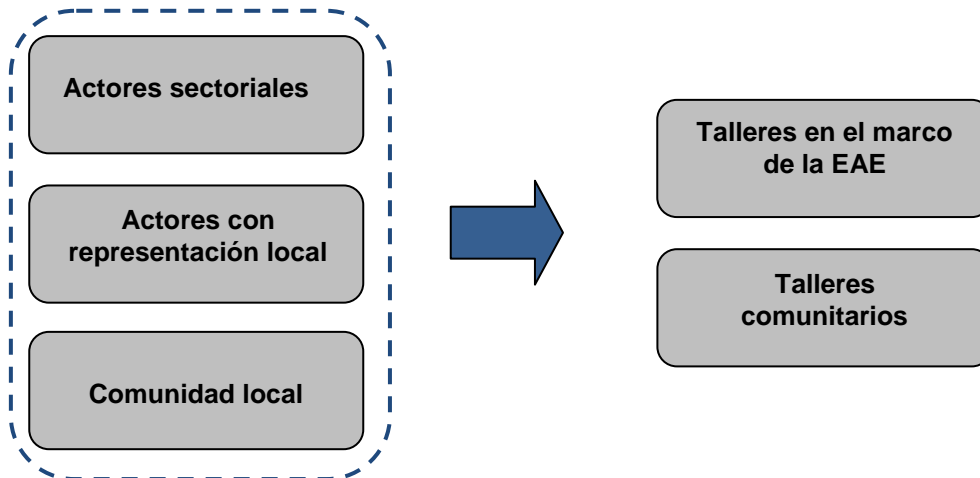 Actores sectoriales
Actores con
representación local
Comunidad local
Talleres en el marco
de la EAE
Talleres
comunitarios